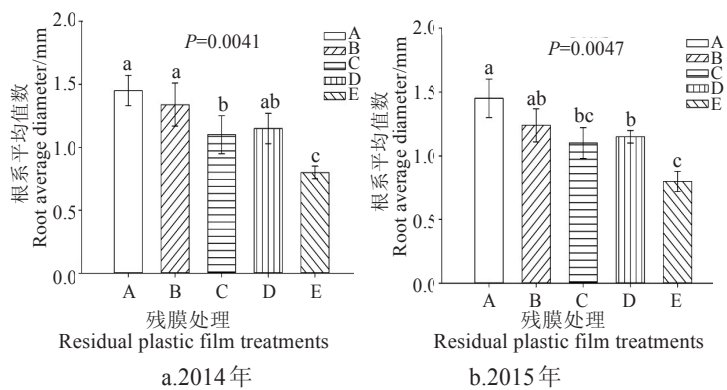 2.0
1.5
1.0
0.5
0.0
根系平均值数
Root average diameter/mm
P=0.0041
A
B
C
D
E
a
a
b
ab
c
A B C D E
残膜处理
Residual plastic film treatments
a.2014年
2.0
1.5
1.0
0.5
0.0
根系平均值数
Root average diameter/mm
P=0.0047
A
B
C
D
E
a
ab
bc
b
c
A B C D E
残膜处理
Residual plastic film treatments
b.2015年